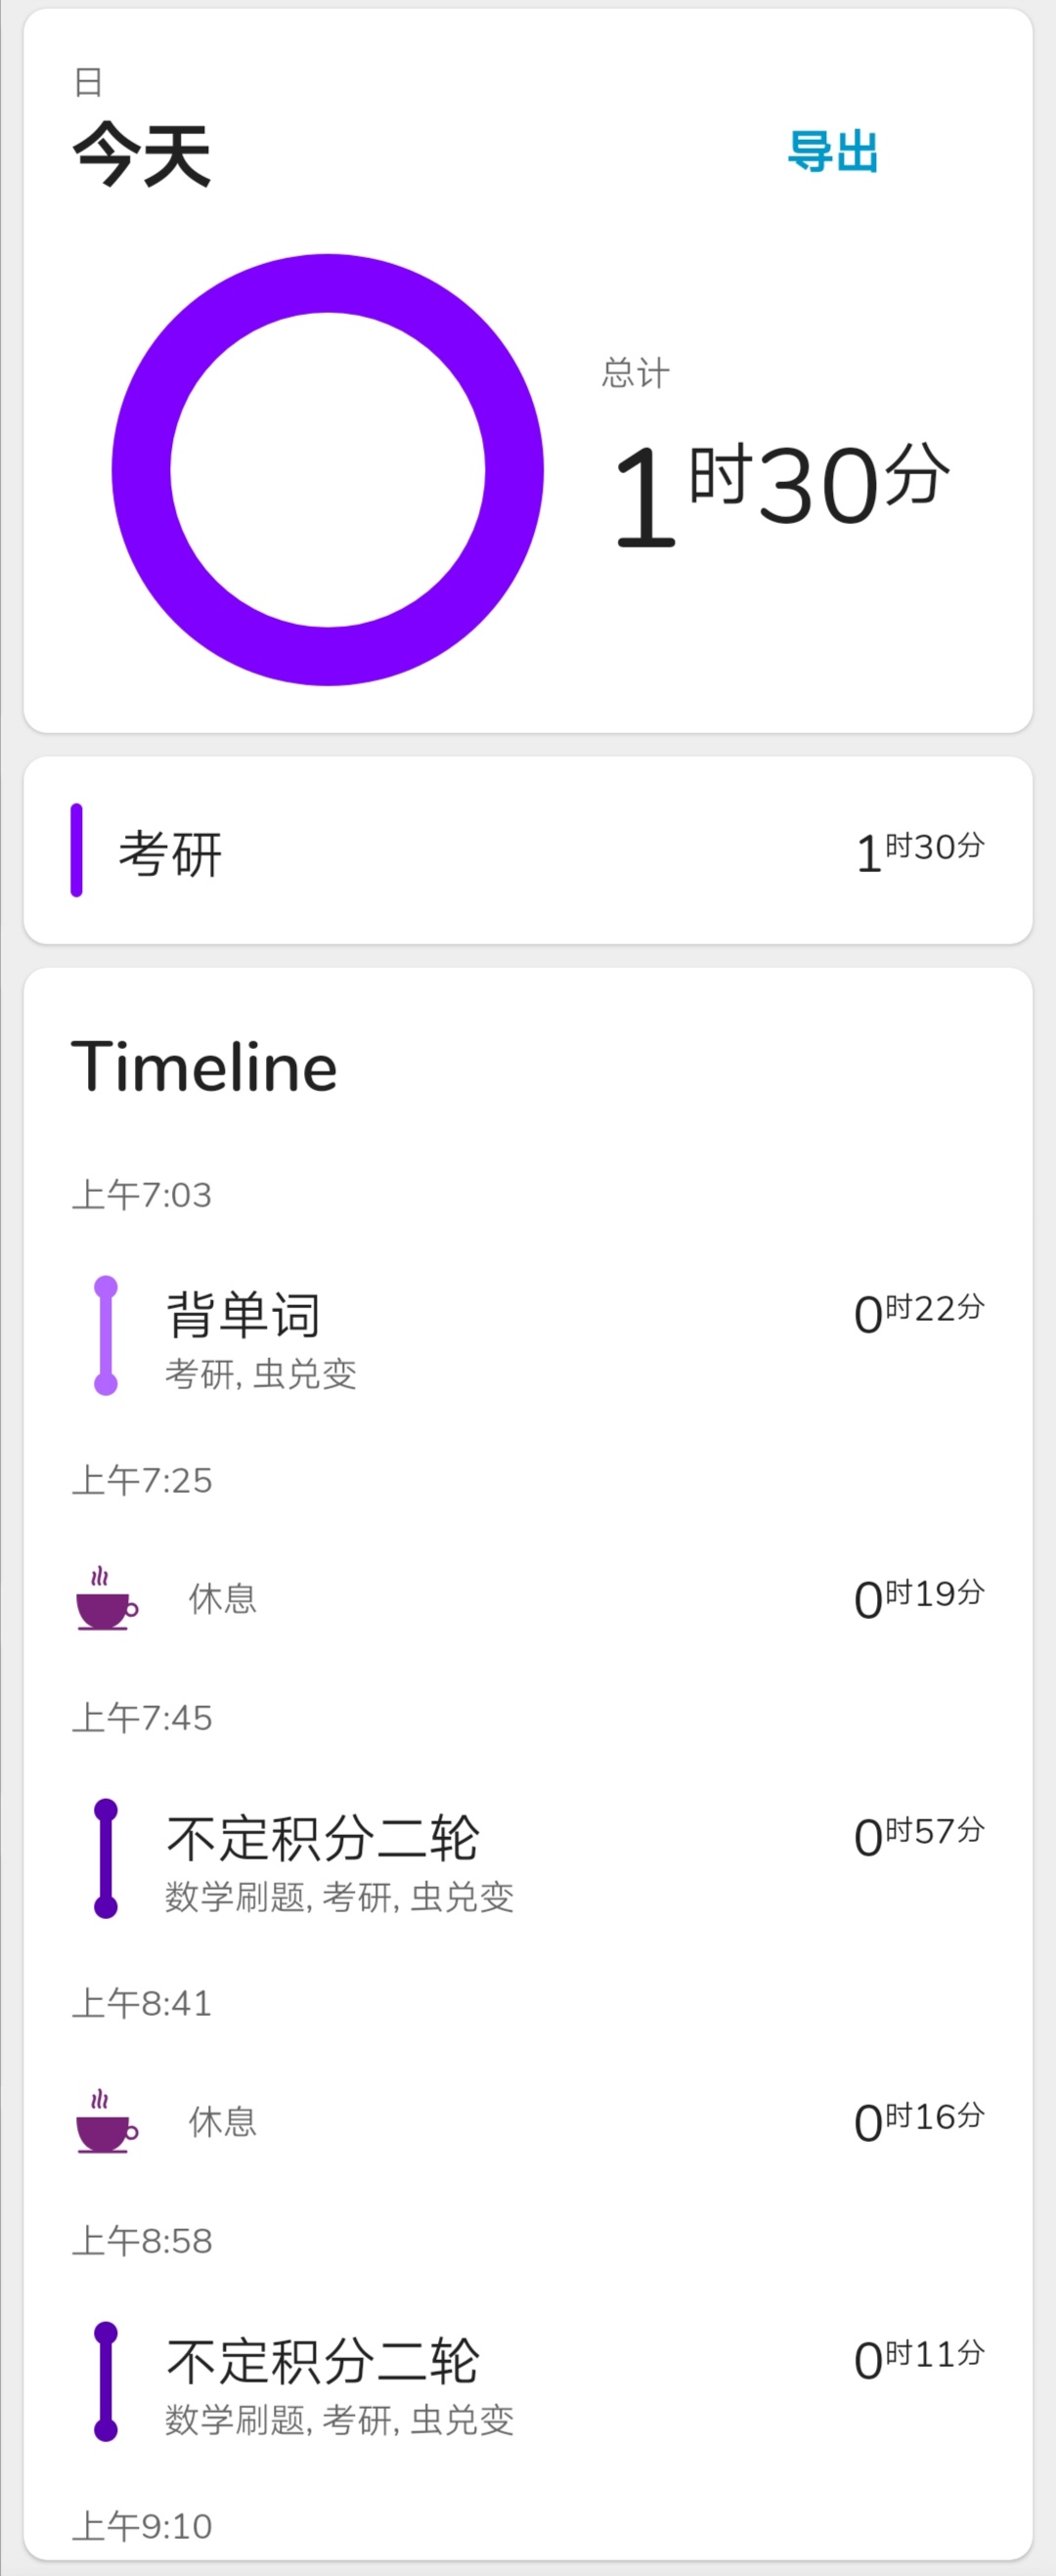 日
今天 导出
总计
1时30分
考研 1时30分
Timeline
上午7:03
背单词 0时22分
考研, 虫兑变
上午7:25
休息 0时19分
上午7:45
不定积分二轮 0时57分
数学刷题, 考研, 虫兑变
上午8:41
休息 0时16分
上午8:58
不定积分二轮 0时11分
数学刷题, 考研, 虫兑变
上午9:10